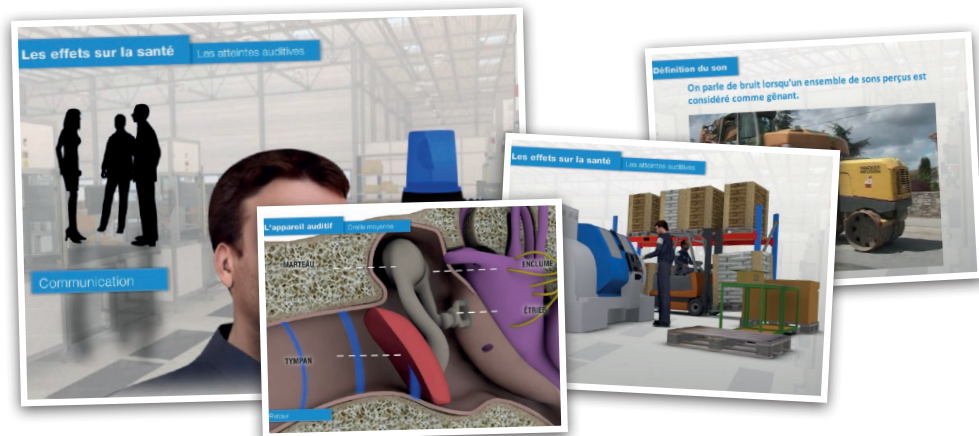 Les effets sur la santé
Les atteintes auditives
Communication
L'appareil auditif
Oreille moyenne
MARTEAU
ENCLUME
ÉTRIER
TYMPAN
Retour
Les effets sur la santé
Les atteintes auditives
Définition du son
On parle de bruit lorsqu'un ensemble de sons perçus est
considéré comme gênant.